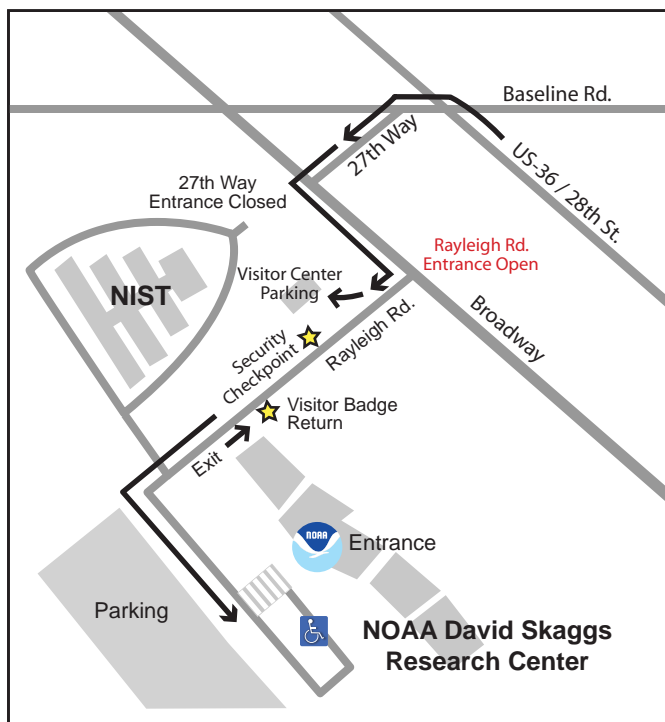 Baseline Rd.
27th Way
US-36 / 28th St.
27th Way
Entrance Closed
Rayleigh Rd.
Entrance Open
NIST
Visitor Center
Parking
Broadway
Security
Checkpoint
Rayleigh Rd.
Visitor Badge
Return
Exit
NOAA
Entrance
Parking
NOAA David Skaggs
Research Center